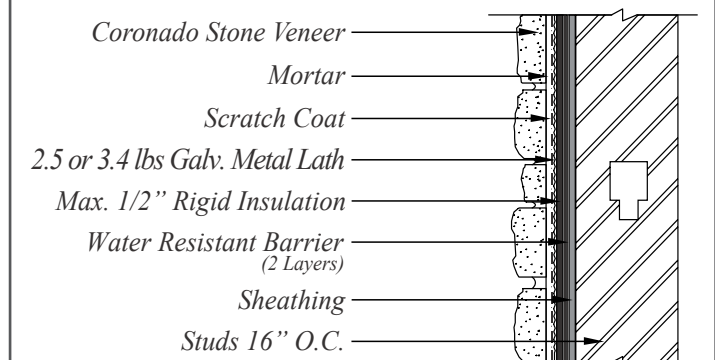 Coronado Stone Veneer
Mortar
Scratch Coat
2.5 or 3.4 lbs Galv. Metal Lath
Max. 1/2” Rigid Insulation
Water Resistant Barrier
(2 Layers)
Sheathing
Studs 16” O.C.